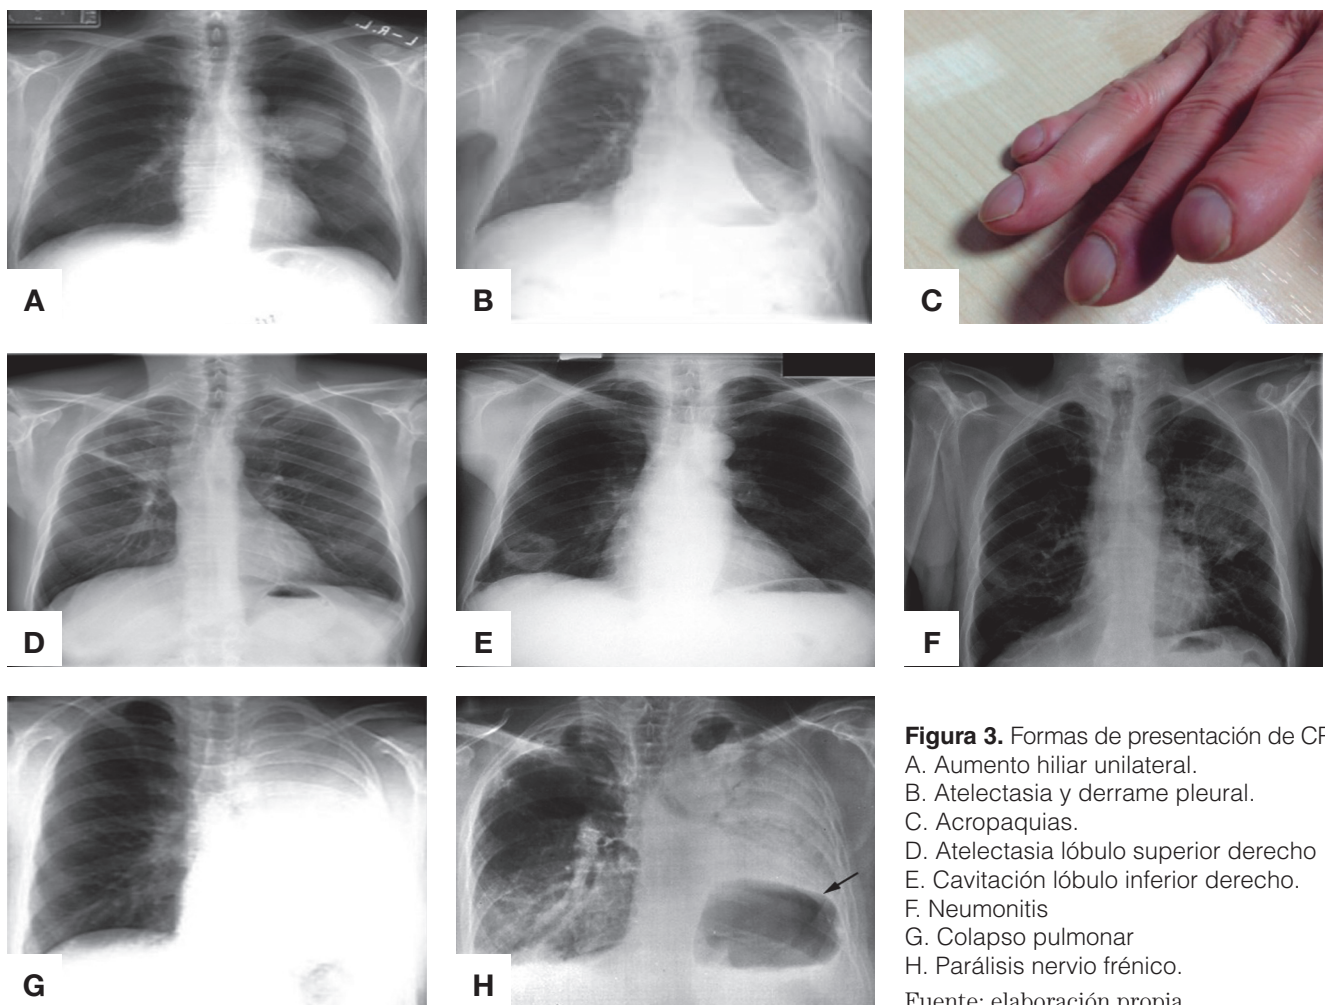 L-R.L.
A
B
C
D
E
F
G
H
Figura 3. Formas de presentación de CP
A. Aumento hiliar unilateral.
B. Atelectasia y derrame pleural.
C. Acropaquias.
D. Atelectasia lóbulo superior derecho
E. Cavitación lóbulo inferior derecho.
F. Neumonitis
G. Colapso pulmonar
H. Parálisis nervio frénico.
Fuente: elaboración propia